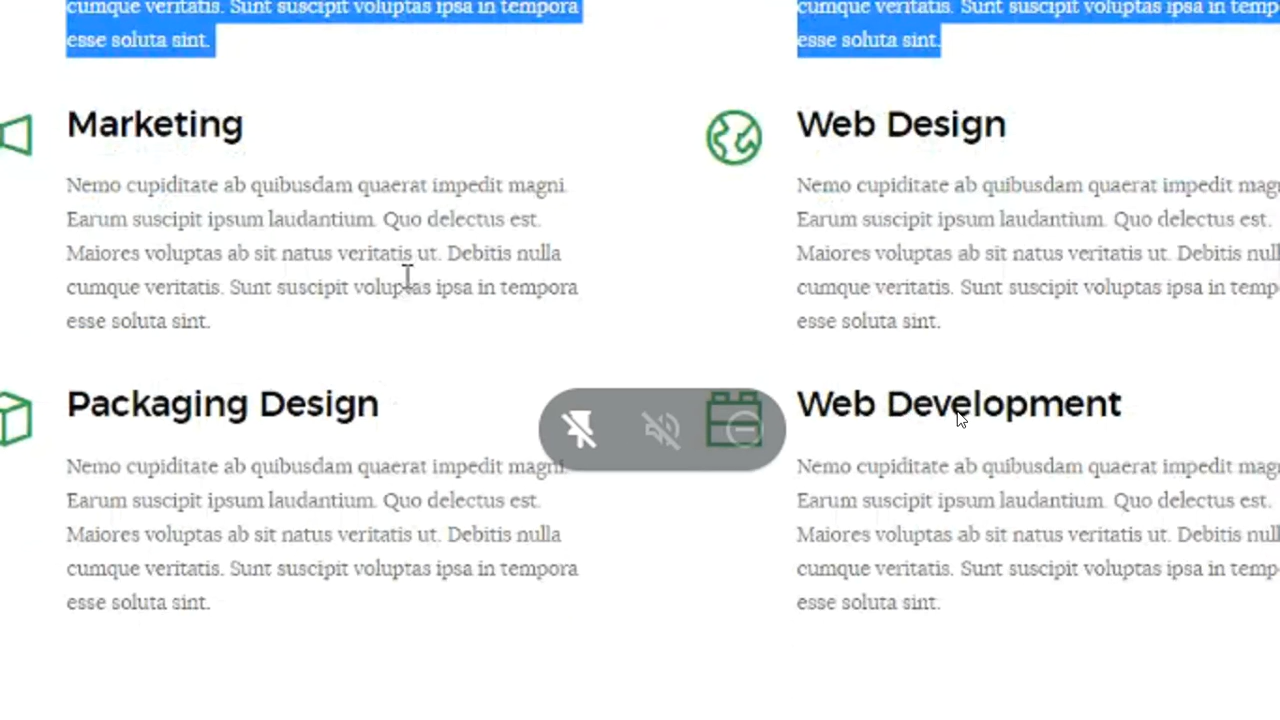 cumque veritatis. Sunt suscipit voluptas ipsa in tempora
esse soluta sint.
cumque veritatis. Sunt suscipit voluptas ipsa in
esse soluta sint.
Marketing
Nemo cupiditate ab quibusdam quaerat impedit magni.
Earum suscipit ipsum laudantium. Quo delectus est.
Maiores voluptas ab sit natus veritatis ut. Debitis nulla
cumque veritatis. Sunt suscipit voluptas ipsa in tempora
esse soluta sint.
Web Design
Nemo cupiditate ab quibusdam quaerat impedit
Earum suscipit ipsum laudantium. Quo delectus est.
Maiores voluptas ab sit natus veritatis ut. Debitis
cumque veritatis. Sunt suscipit voluptas ipsa in
esse soluta sint.
Packaging Design
Nemo cupiditate ab quibusdam quaerat impedit magni.
Earum suscipit ipsum laudantium. Quo delectus est.
Maiores voluptas ab sit natus veritatis ut. Debitis nulla
cumque veritatis. Sunt suscipit voluptas ipsa in tempora
esse soluta sint.
Web Development
Nemo cupiditate ab quibusdam quaerat impedit
Earum suscipit ipsum laudantium. Quo delectus est.
Maiores voluptas ab sit natus veritatis ut. Debitis
cumque veritatis. Sunt suscipit voluptas ipsa in
esse soluta sint.